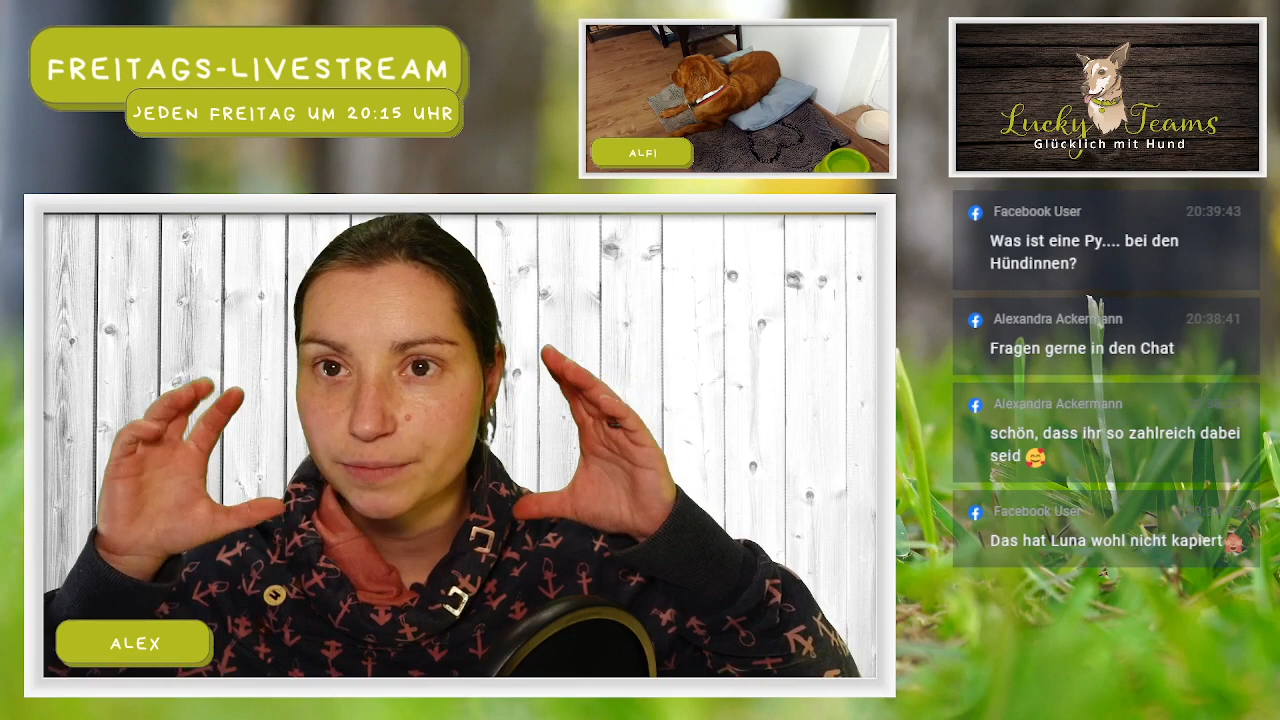 FREITAGS-LIVESTREAM
JEDEN FREITAG UM 20:15 UHR
ALFI
Lucky Teams
Glücklich mit Hund
Facebook User 20:39:43
Was ist eine Py.... bei den
Hündinnen?
Alexandra Ackermann 20:38:41
Fragen gerne in den Chat
Alexandra Ackermann
schön, dass ihr so zahlreich dabei
seid 🥰
Facebook User
Das hat Luna wohl nicht kapiert
ALEX